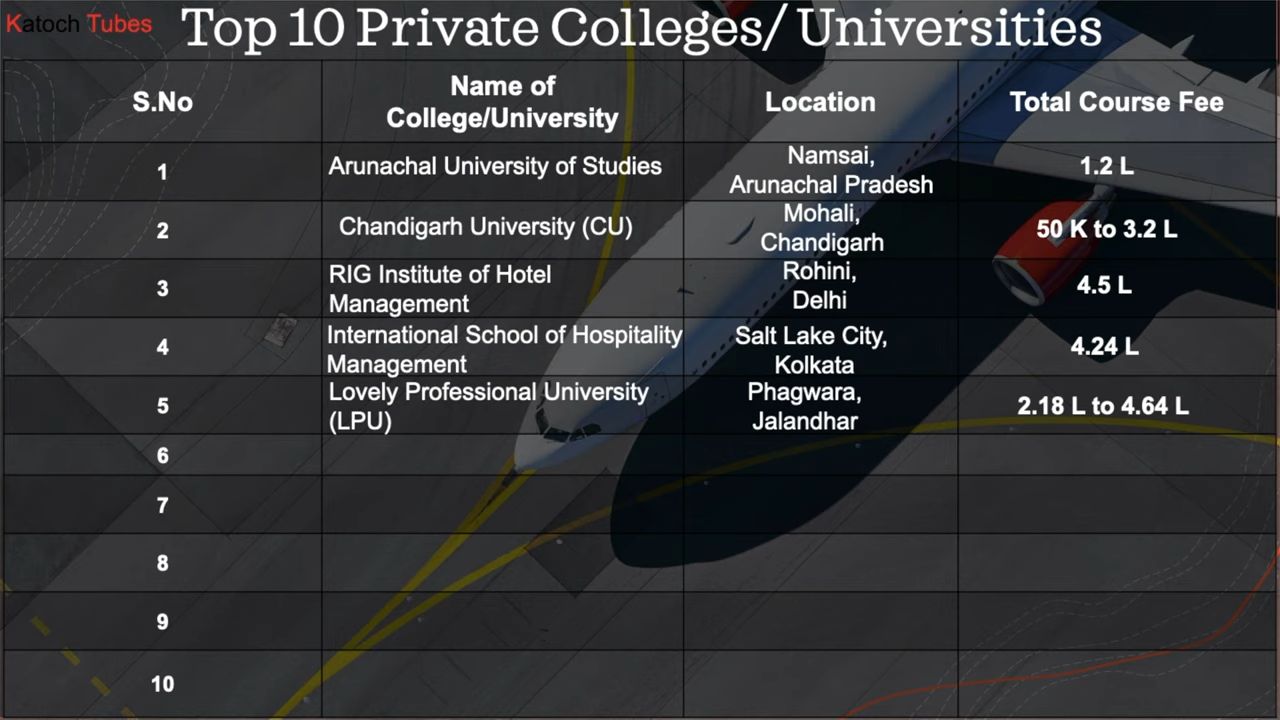 Katoch Tubes
Top 10 Private Colleges/ Universities
S.No
Name of
College/University
Location
Total Course Fee
1
Arunachal University of Studies
Namsai,
Arunachal Pradesh
1.2 L
2
Chandigarh University (CU)
Mohali,
Chandigarh
50 K to 3.2 L
3
RIG Institute of Hotel
Management
Rohini,
Delhi
4.5 L
4
International School of Hospitality
Management
Salt Lake City,
Kolkata
4.24 L
5
Lovely Professional University
(LPU)
Phagwara,
Jalandhar
2.18 L to 4.64 L
6
7
8
9
10